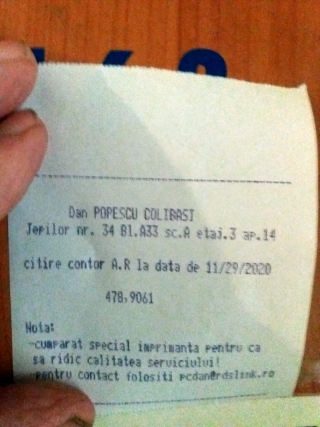 Dan POPESCU COLIBASI
Jepilor nr. 34 Bl.A33 sc.A etaj.3 ap.14
citire contor A.R la data de 11/29/2020
478,9061
Nota:
-cumparat special imprimanta pentru ca
sa ridic calitatea serviciului!
-pentru contact folositi pcdan@rdslink.ro